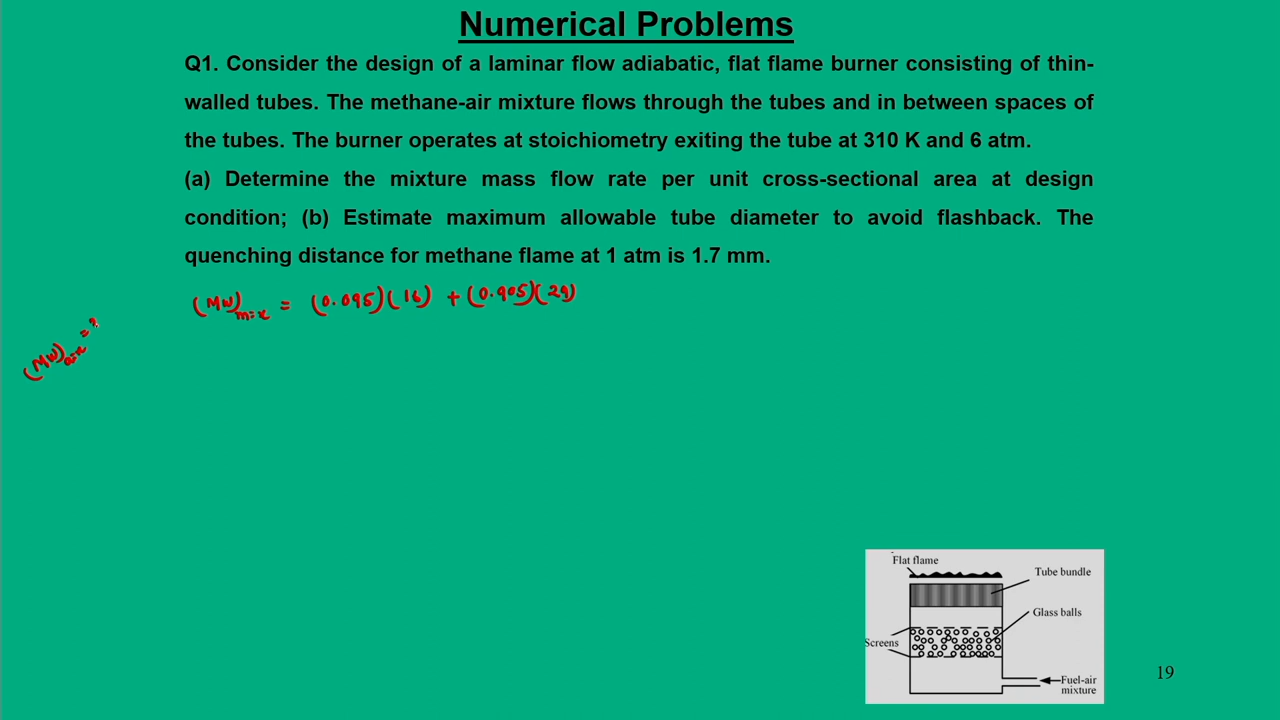 Numerical Problems
Q1. Consider the design of a laminar flow adiabatic, flat flame burner consisting of thin-
walled tubes. The methane-air mixture flows through the tubes and in between spaces of
the tubes. The burner operates at stoichiometry exiting the tube at 310 K and 6 atm.
(a) Determine the mixture mass flow rate per unit cross-sectional area at design
condition; (b) Estimate maximum allowable tube diameter to avoid flashback. The
quenching distance for methane flame at 1 atm is 1.7 mm.
(MW)mix = (0.095)(16) + (0.905)(29)
(MW)mix = ?
Flat flame
Tube bundle
Glass balls
Screens
Fuel-air
mixture
19